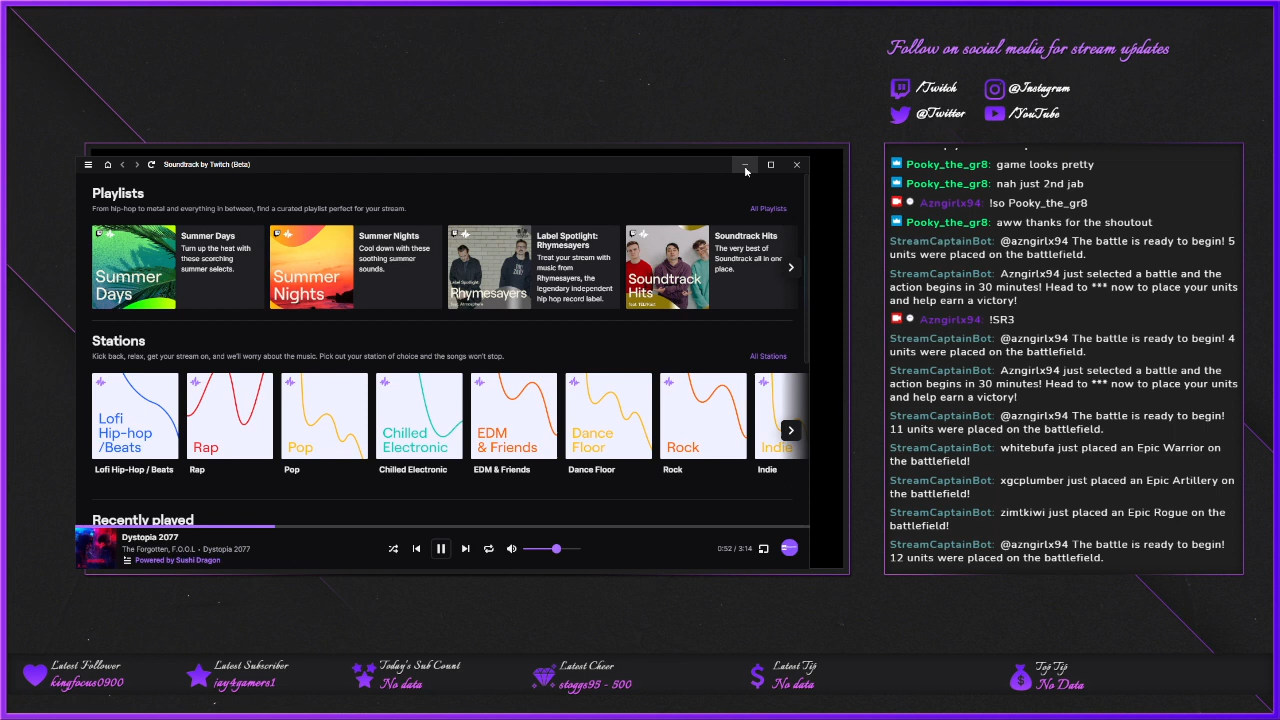 Follow on social media for stream updates
/Twitch
@Instagram
@Twitter
/YouTube
Soundtrack by Twitch (Beta)
Playlists
From hip-hop to metal and everything in between, find a curated playlist perfect for your stream.
All Playlists
Summer
Days
Summer Days
Turn up the heat with
these scorching
summer selects.
Summer
Nights
Summer Nights
Cool down with these
soothing summer
sounds.
Label Spotlight
Rhymesayers
Label Spotlight:
Rhymesayers
Treat your stream with
music from
Rhymesayers, the
legendary independent
hip hop record label.
Soundtrack
Hits
Soundtrack Hits
The very best of
Soundtrack all in one
place.
Stations
Kick back, relax, get your stream on, and we'll worry about the music. Pick out your station of choice and the songs won't stop.
All Stations
Lofi
Hip-hop
/Beats
Rap
Pop
Chilled
Electronic
EDM
& Friends
Dance
Floor
Rock
Indie
Lofi Hip-Hop / Beats
Rap
Pop
Chilled Electronic
EDM & Friends
Dance Floor
Rock
Indie
Recently played
Dystopia 2077
The Forgotten, F.O.O.L • Dystopia 2077
Powered by Sushi Dragon
0:52 / 3:14
Pooky_the_gr8: game looks pretty
Pooky_the_gr8: nah just 2nd jab
Azngirlx94: !so Pooky_the_gr8
Pooky_the_gr8: aww thanks for the shoutout
StreamCaptainBot: @azngirlx94 The battle is ready to begin! 5
units were placed on the battlefield.
StreamCaptainBot: Azngirlx94 just selected a battle and the
action begins in 30 minutes! Head to *** now to place your units
and help earn a victory!
Azngirlx94: !SR3
StreamCaptainBot: @azngirlx94 The battle is ready to begin! 4
units were placed on the battlefield.
StreamCaptainBot: Azngirlx94 just selected a battle and the
action begins in 30 minutes! Head to *** now to place your units
and help earn a victory!
StreamCaptainBot: @azngirlx94 The battle is ready to begin!
11 units were placed on the battlefield.
StreamCaptainBot: whitebufa just placed an Epic Warrior on
the battlefield!
StreamCaptainBot: xgcplumber just placed an Epic Artillery on
the battlefield!
StreamCaptainBot: zimtkiwi just placed an Epic Rogue on the
battlefield!
StreamCaptainBot: @azngirlx94 The battle is ready to begin!
12 units were placed on the battlefield.
Latest Follower
kingfocus0900
Latest Subscriber
jay4gamers1
Today's Sub Count
No data
Latest Cheer
stoggs95 - 500
Latest Tip
No data
Top Tip
No Data